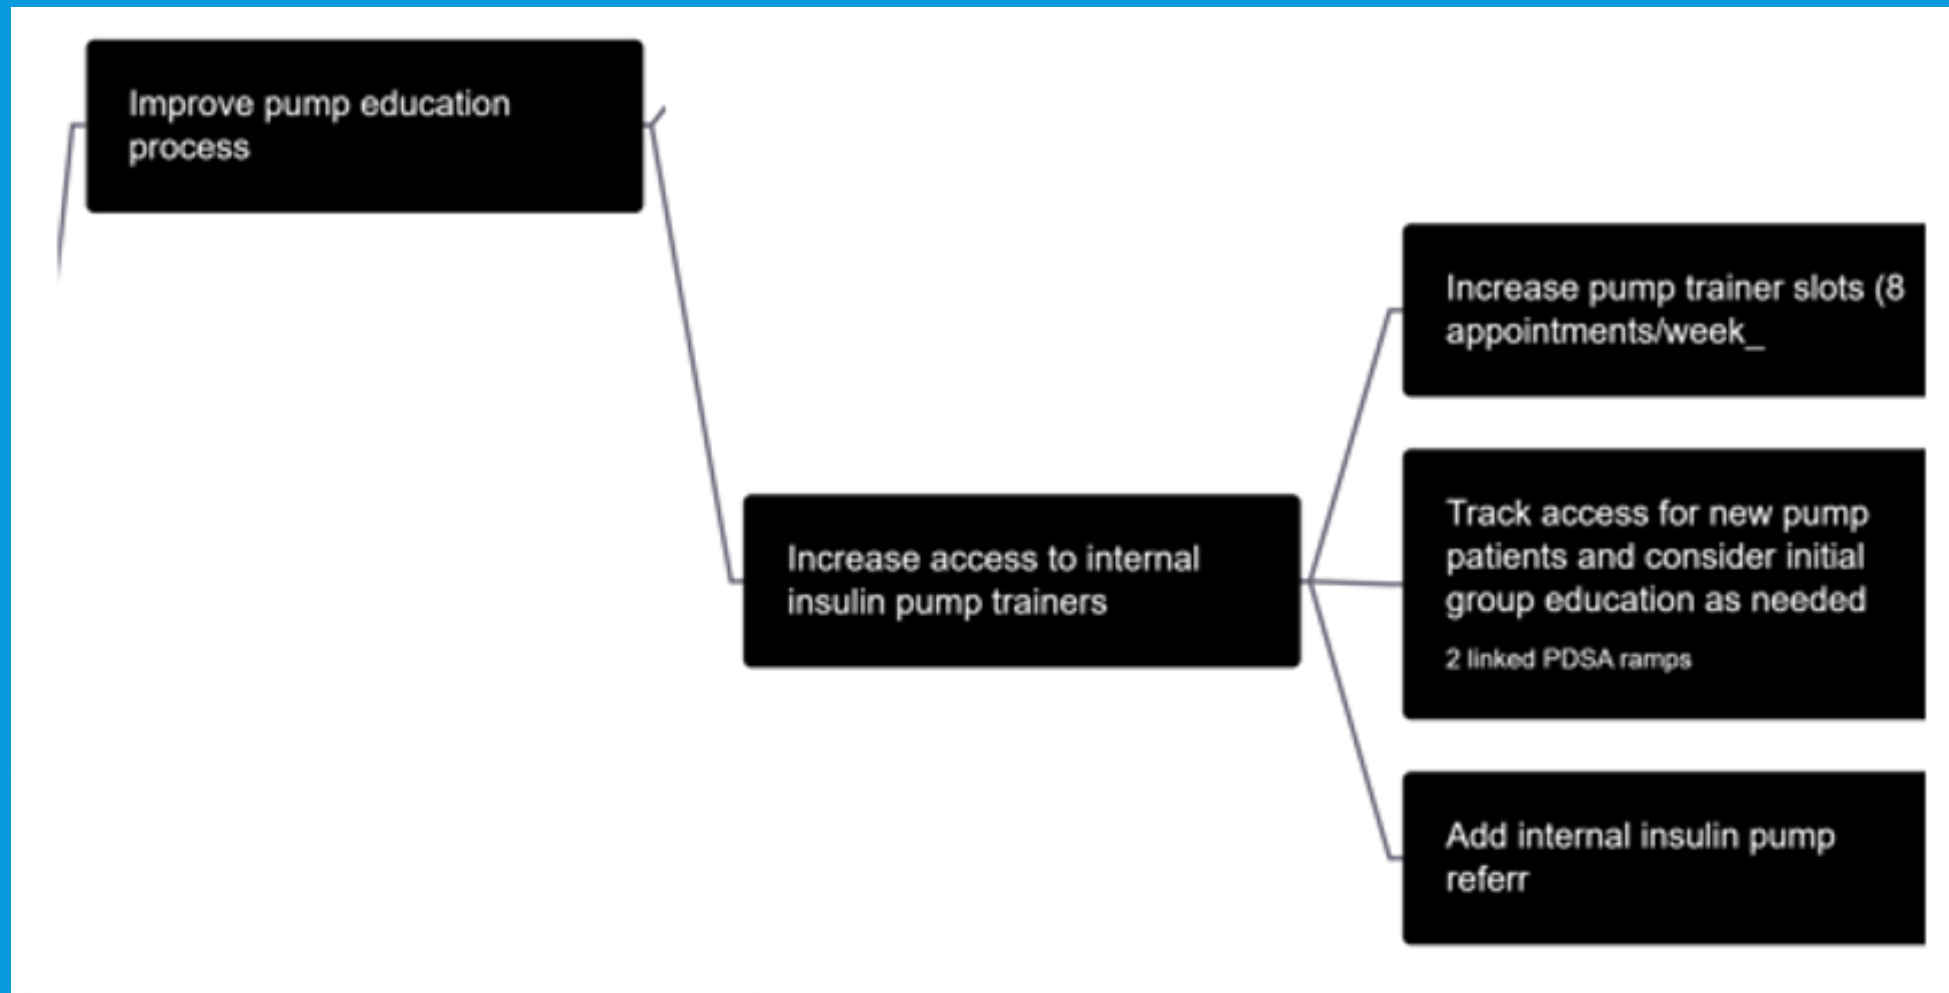 Improve pump education
process
Increase access to internal
insulin pump trainers
Increase pump trainer slots (8
appointments/week_
Track access for new pump
patients and consider initial
group education as needed
2 linked PDSA ramps
Add internal insulin pump
referr